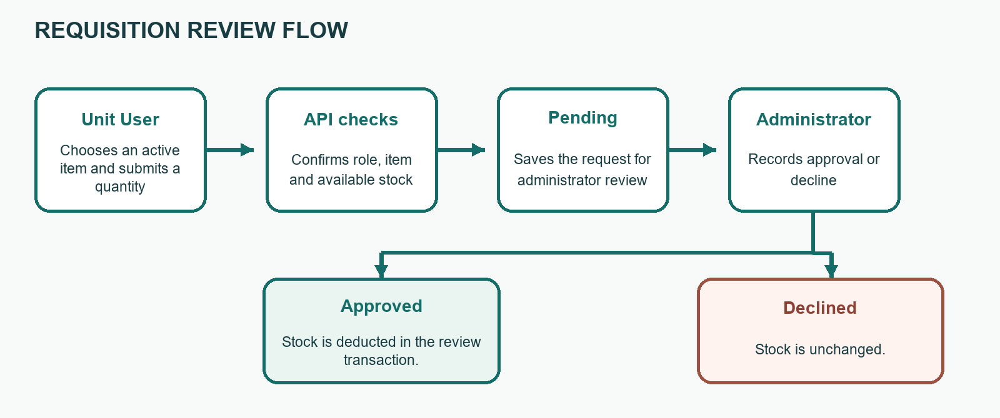 REQUISITION REVIEW FLOW
Unit User
Chooses an active
item and submits a
quantity
API checks
Confirms role, item
and available stock
Pending
Saves the request for
administrator review
Administrator
Records approval or
decline
Approved
Stock is deducted in the review
transaction.
Declined
Stock is unchanged.